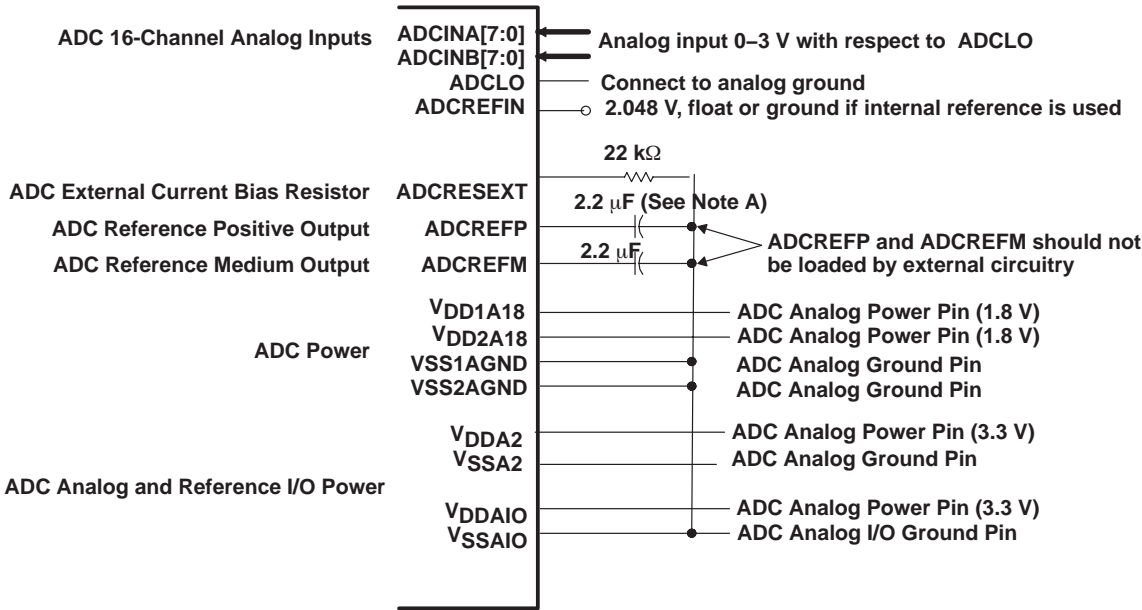 ADC 16-Channel Analog Inputs
ADCINA[7:0]
ADCINB[7:0]
ADCLO
ADCREFIN
Analog input 0–3 V with respect to ADCLO
Connect to analog ground
2.048 V, float or ground if internal reference is used
22 kΩ
ADC External Current Bias Resistor ADCRESEXT
2.2 μF (See Note A)
ADC Reference Positive Output ADCREFP
ADC Reference Medium Output ADCREFM
2.2 μF
ADCREFP and ADCREFM should not
be loaded by external circuitry
ADC Power
VDD1A18 ADC Analog Power Pin (1.8 V)
VDD2A18 ADC Analog Power Pin (1.8 V)
VSS1AGND ADC Analog Ground Pin
VSS2AGND ADC Analog Ground Pin
ADC Analog and Reference I/O Power
VDDA2 ADC Analog Power Pin (3.3 V)
VSSA2 ADC Analog Ground Pin
VDDAIO ADC Analog Power Pin (3.3 V)
VSSAIO ADC Analog I/O Ground Pin